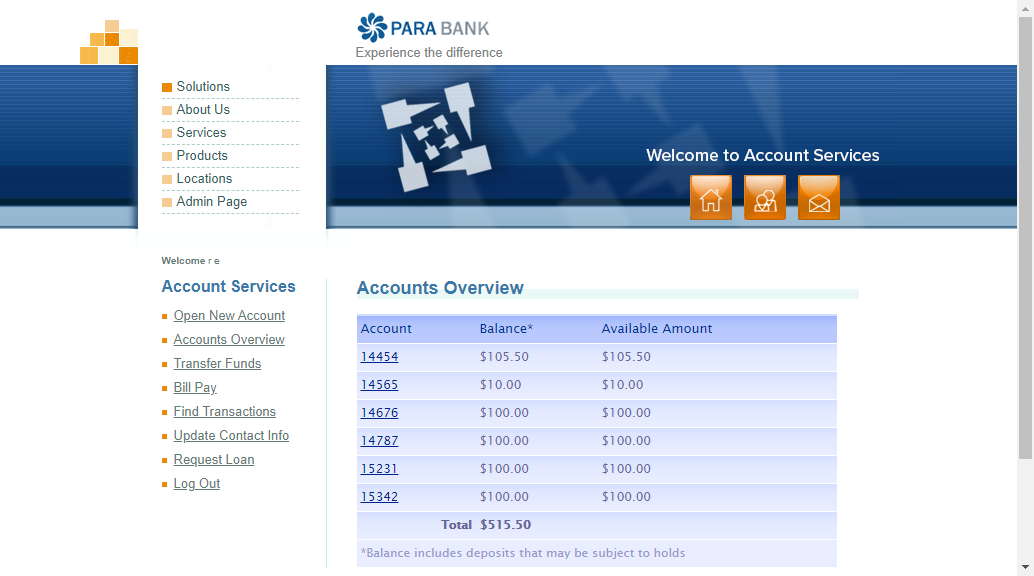 PARA BANK
Experience the difference
Solutions
About Us
Services
Products
Locations
Admin Page
Welcome to Account Services
Welcome r e
Account Services
Open New Account
Accounts Overview
Transfer Funds
Bill Pay
Find Transactions
Update Contact Info
Request Loan
Log Out
Accounts Overview
Account Balance* Available Amount
14454 $105.50 $105.50
14565 $10.00 $10.00
14676 $100.00 $100.00
14787 $100.00 $100.00
15231 $100.00 $100.00
15342 $100.00 $100.00
Total $515.50
*Balance includes deposits that may be subject to holds